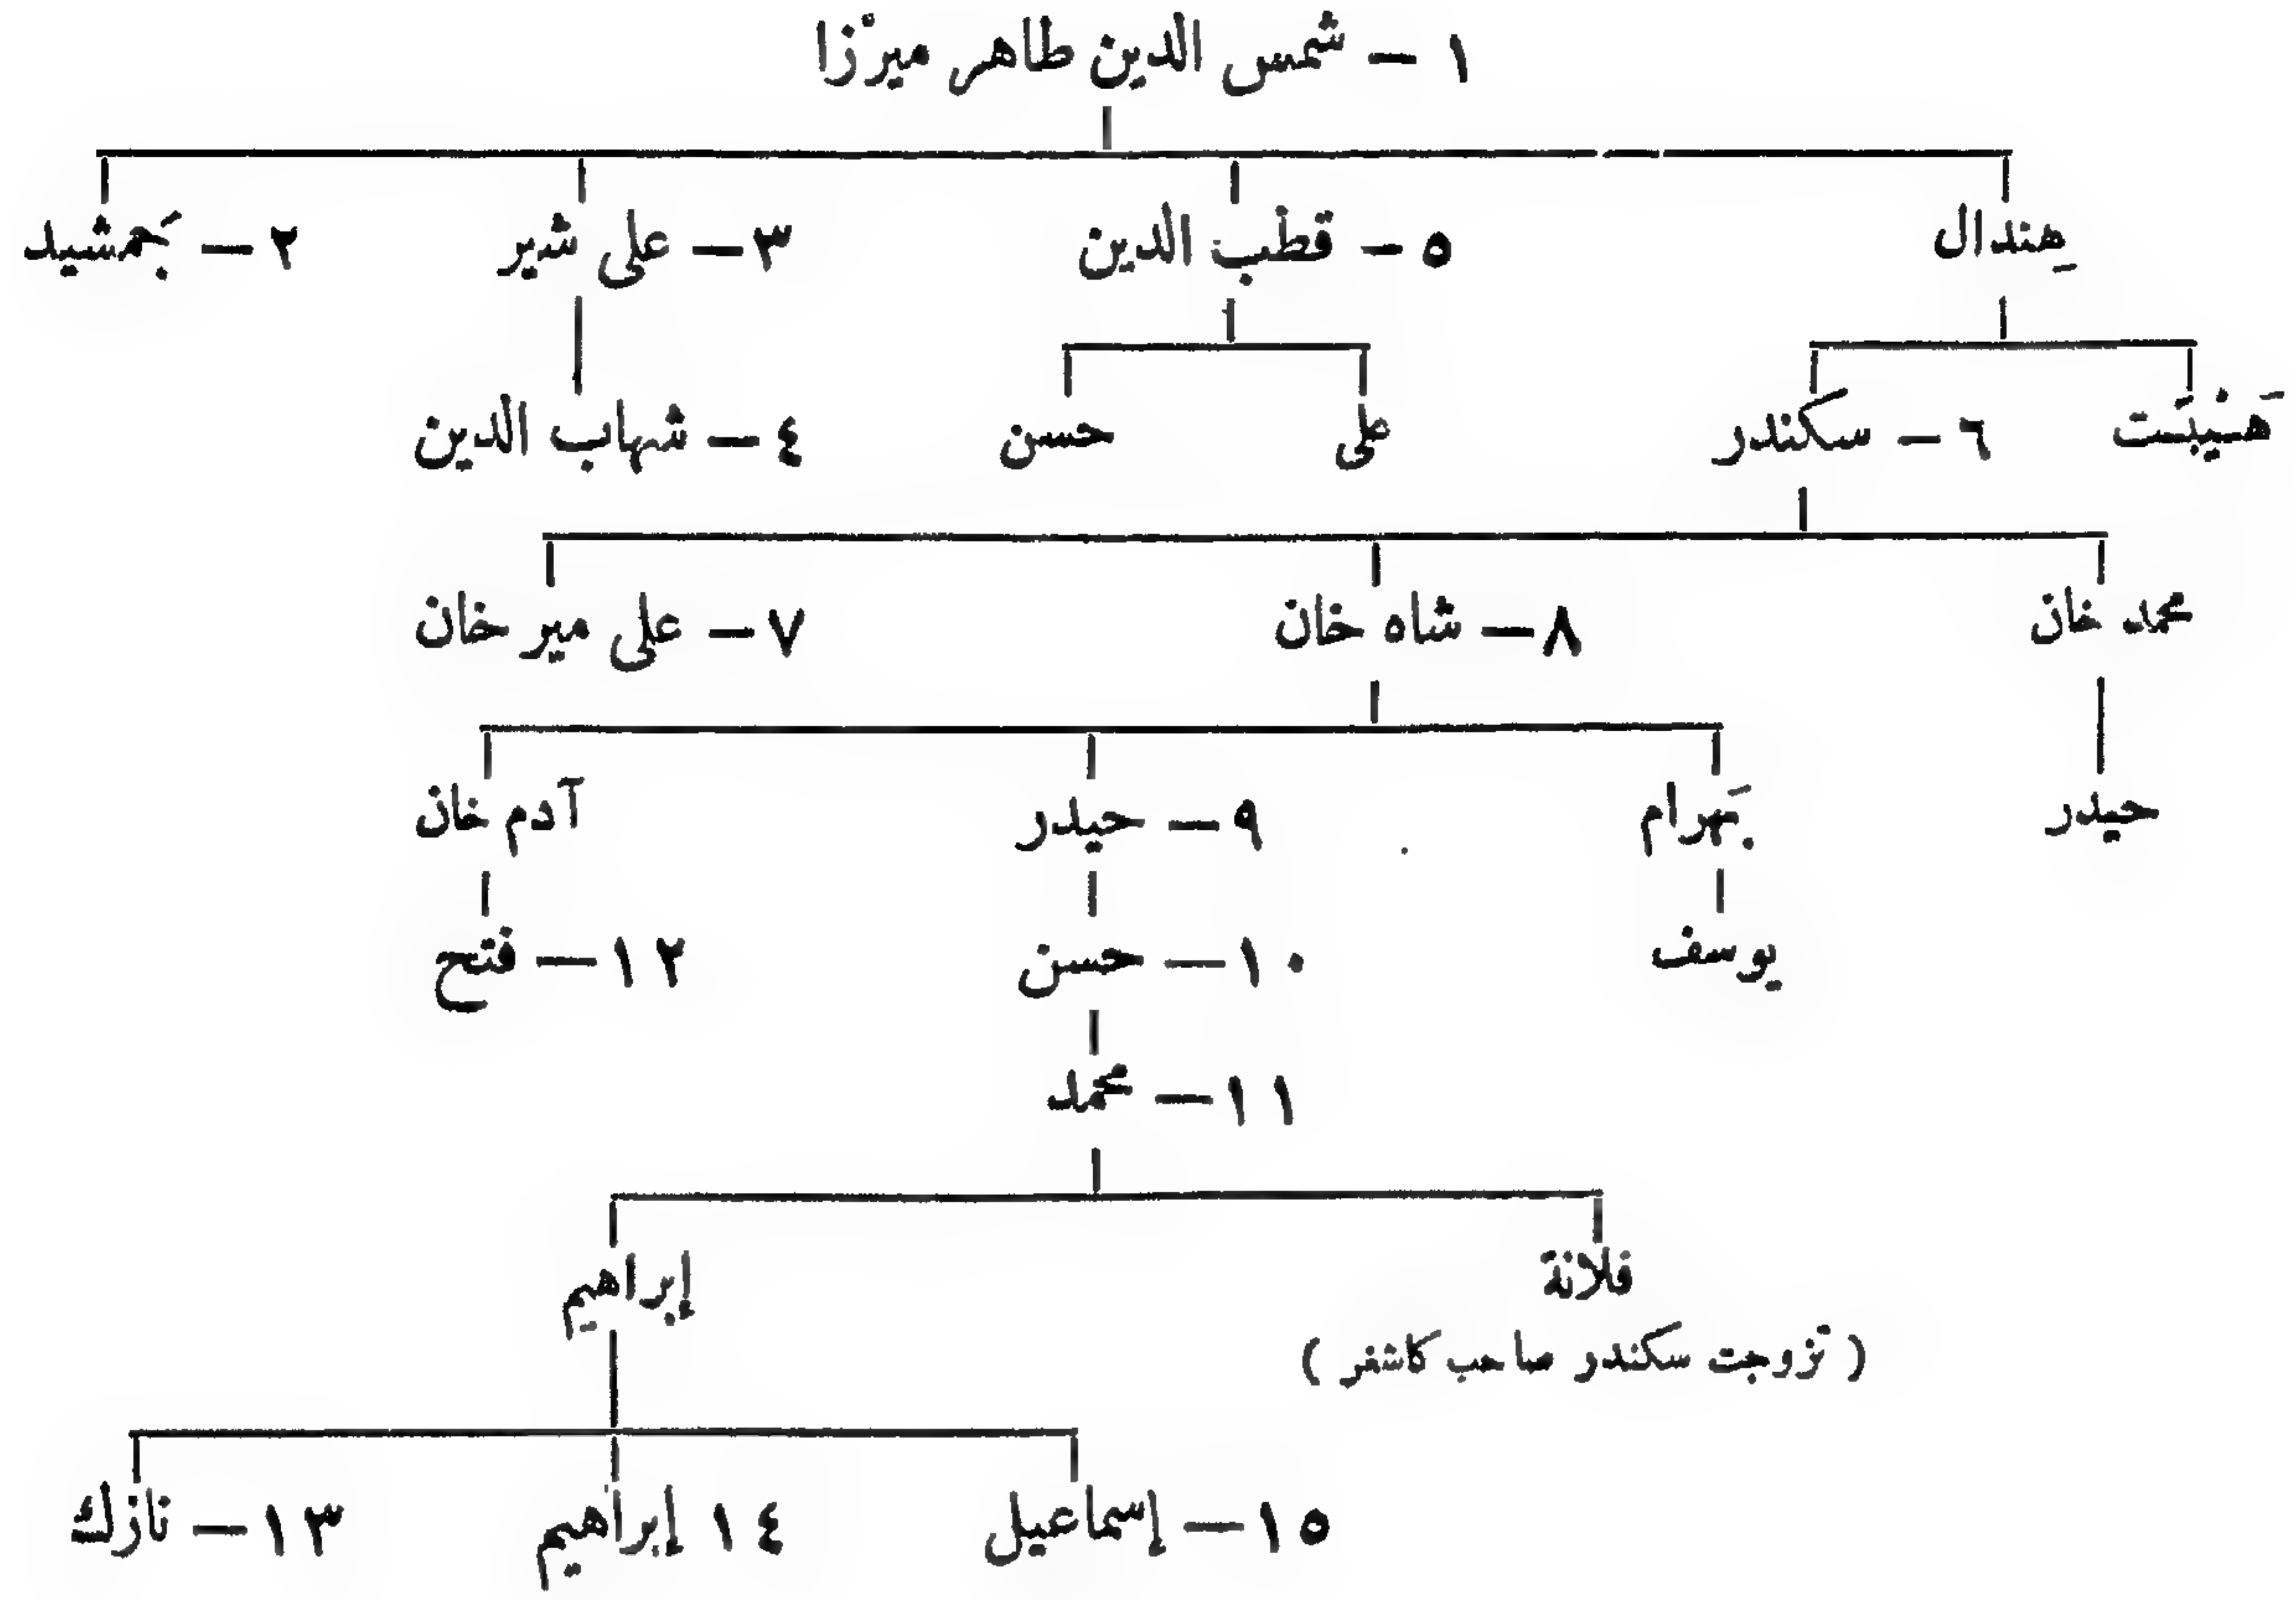 ١ - شمس الدين طاهر ميرْزا
هِندال
٥ - قطب الدين
٣ - على شير
٢ - جَمشيد
٦ - سكندر
على
حسن
٤ - شهاب الدين
محمد خان
٨ - شاه خان
٧ - على مير خان
حيدر
بَهرام
٩ - حيدر
آدم خان
يوسف
١٠ - حسن
١٢ - فتح
١١ - محمد
فلانة
إبراهيم
( تزوجت سكندر صاحب كاشغر )
١٥ - إسماعيل
١٤ إبراهيم
١٣ - نازك